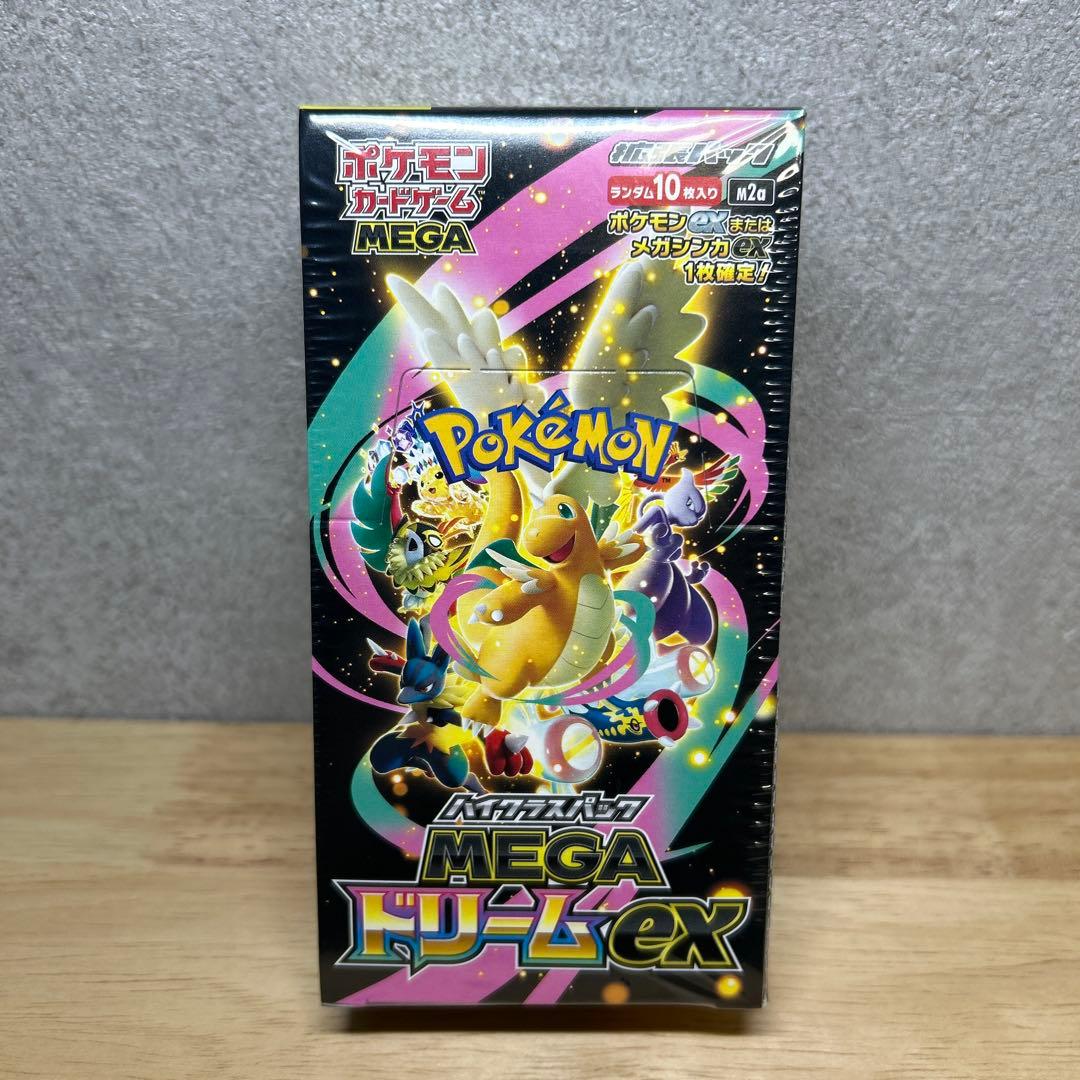 ポケモン
カードゲーム™
MEGA
拡張パック
ランダム10枚入り M2a
ポケモンexまたは
メガシンカex
1枚確定!
POKéMON™
ハイクラスパック
MEGA
ドリームex